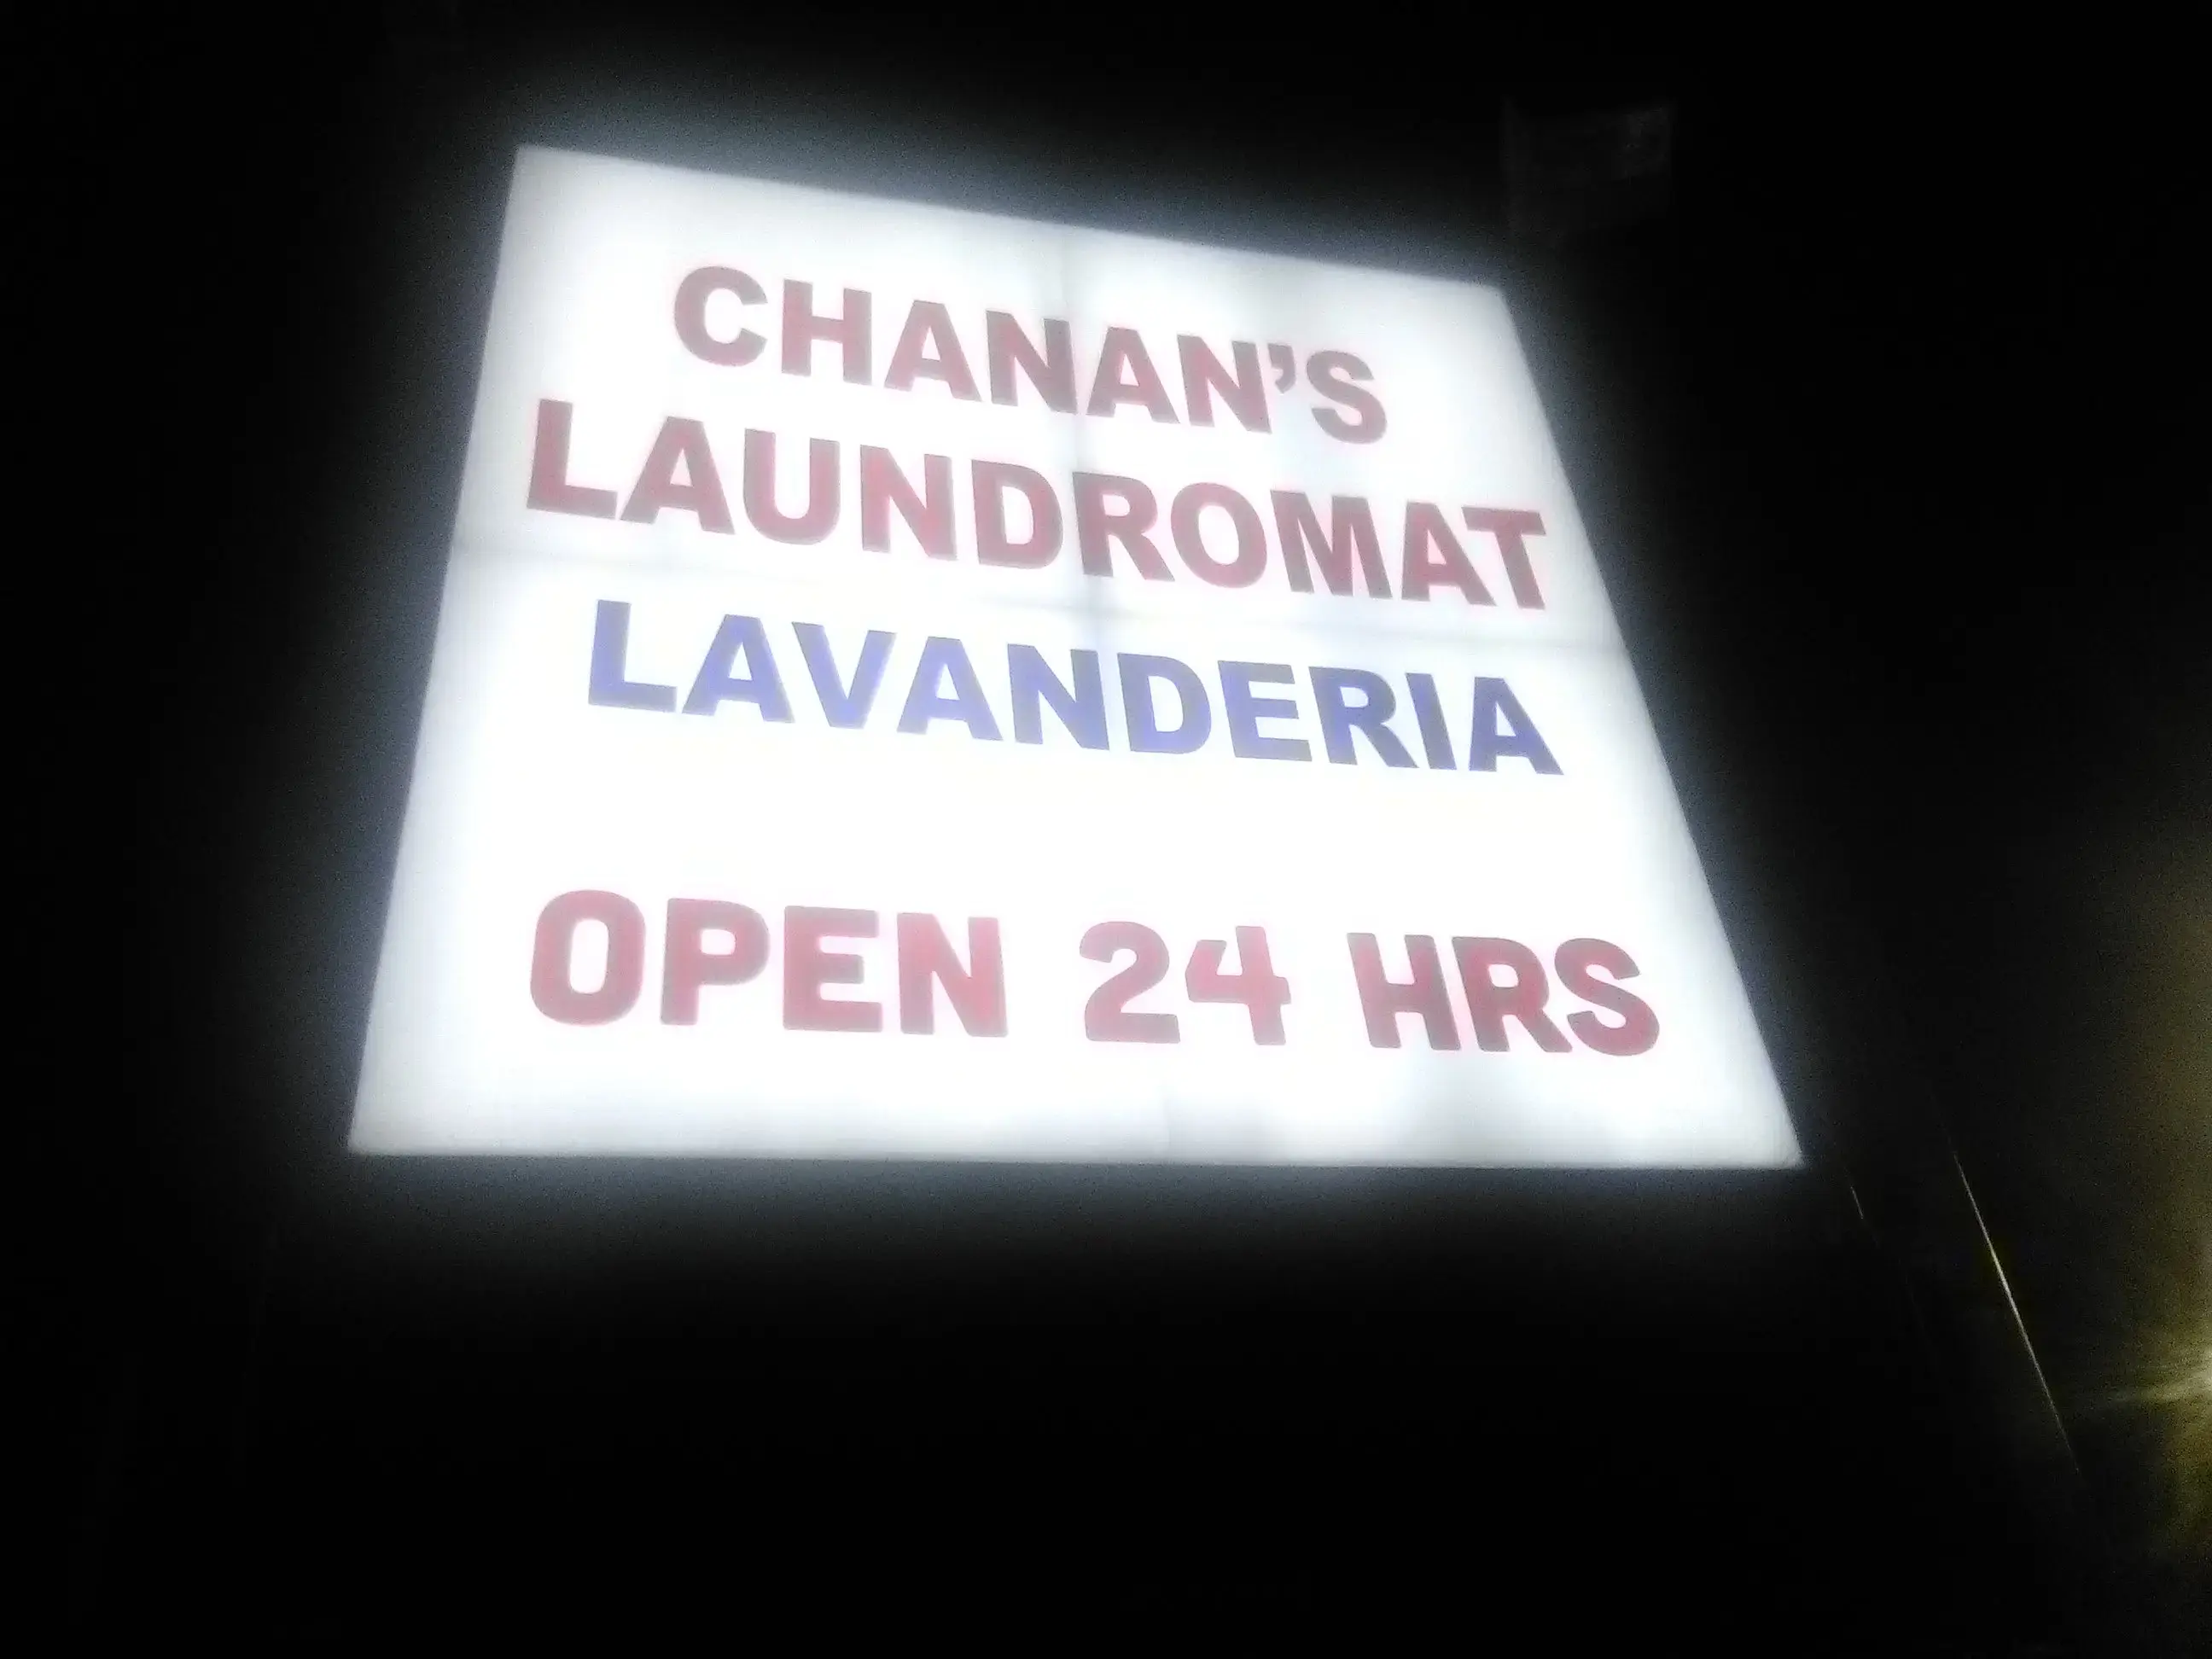 CHANAN'S
LAUNDROMAT
LAVANDERIA
OPEN 24 HRS